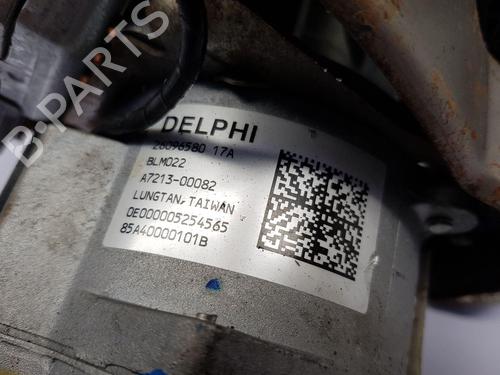 B-PARTS
DELPHI
28096580 17A
BLM022
A7213-00082
LUNGTAN, TAIWAN
0E000005254565
85A40000101B